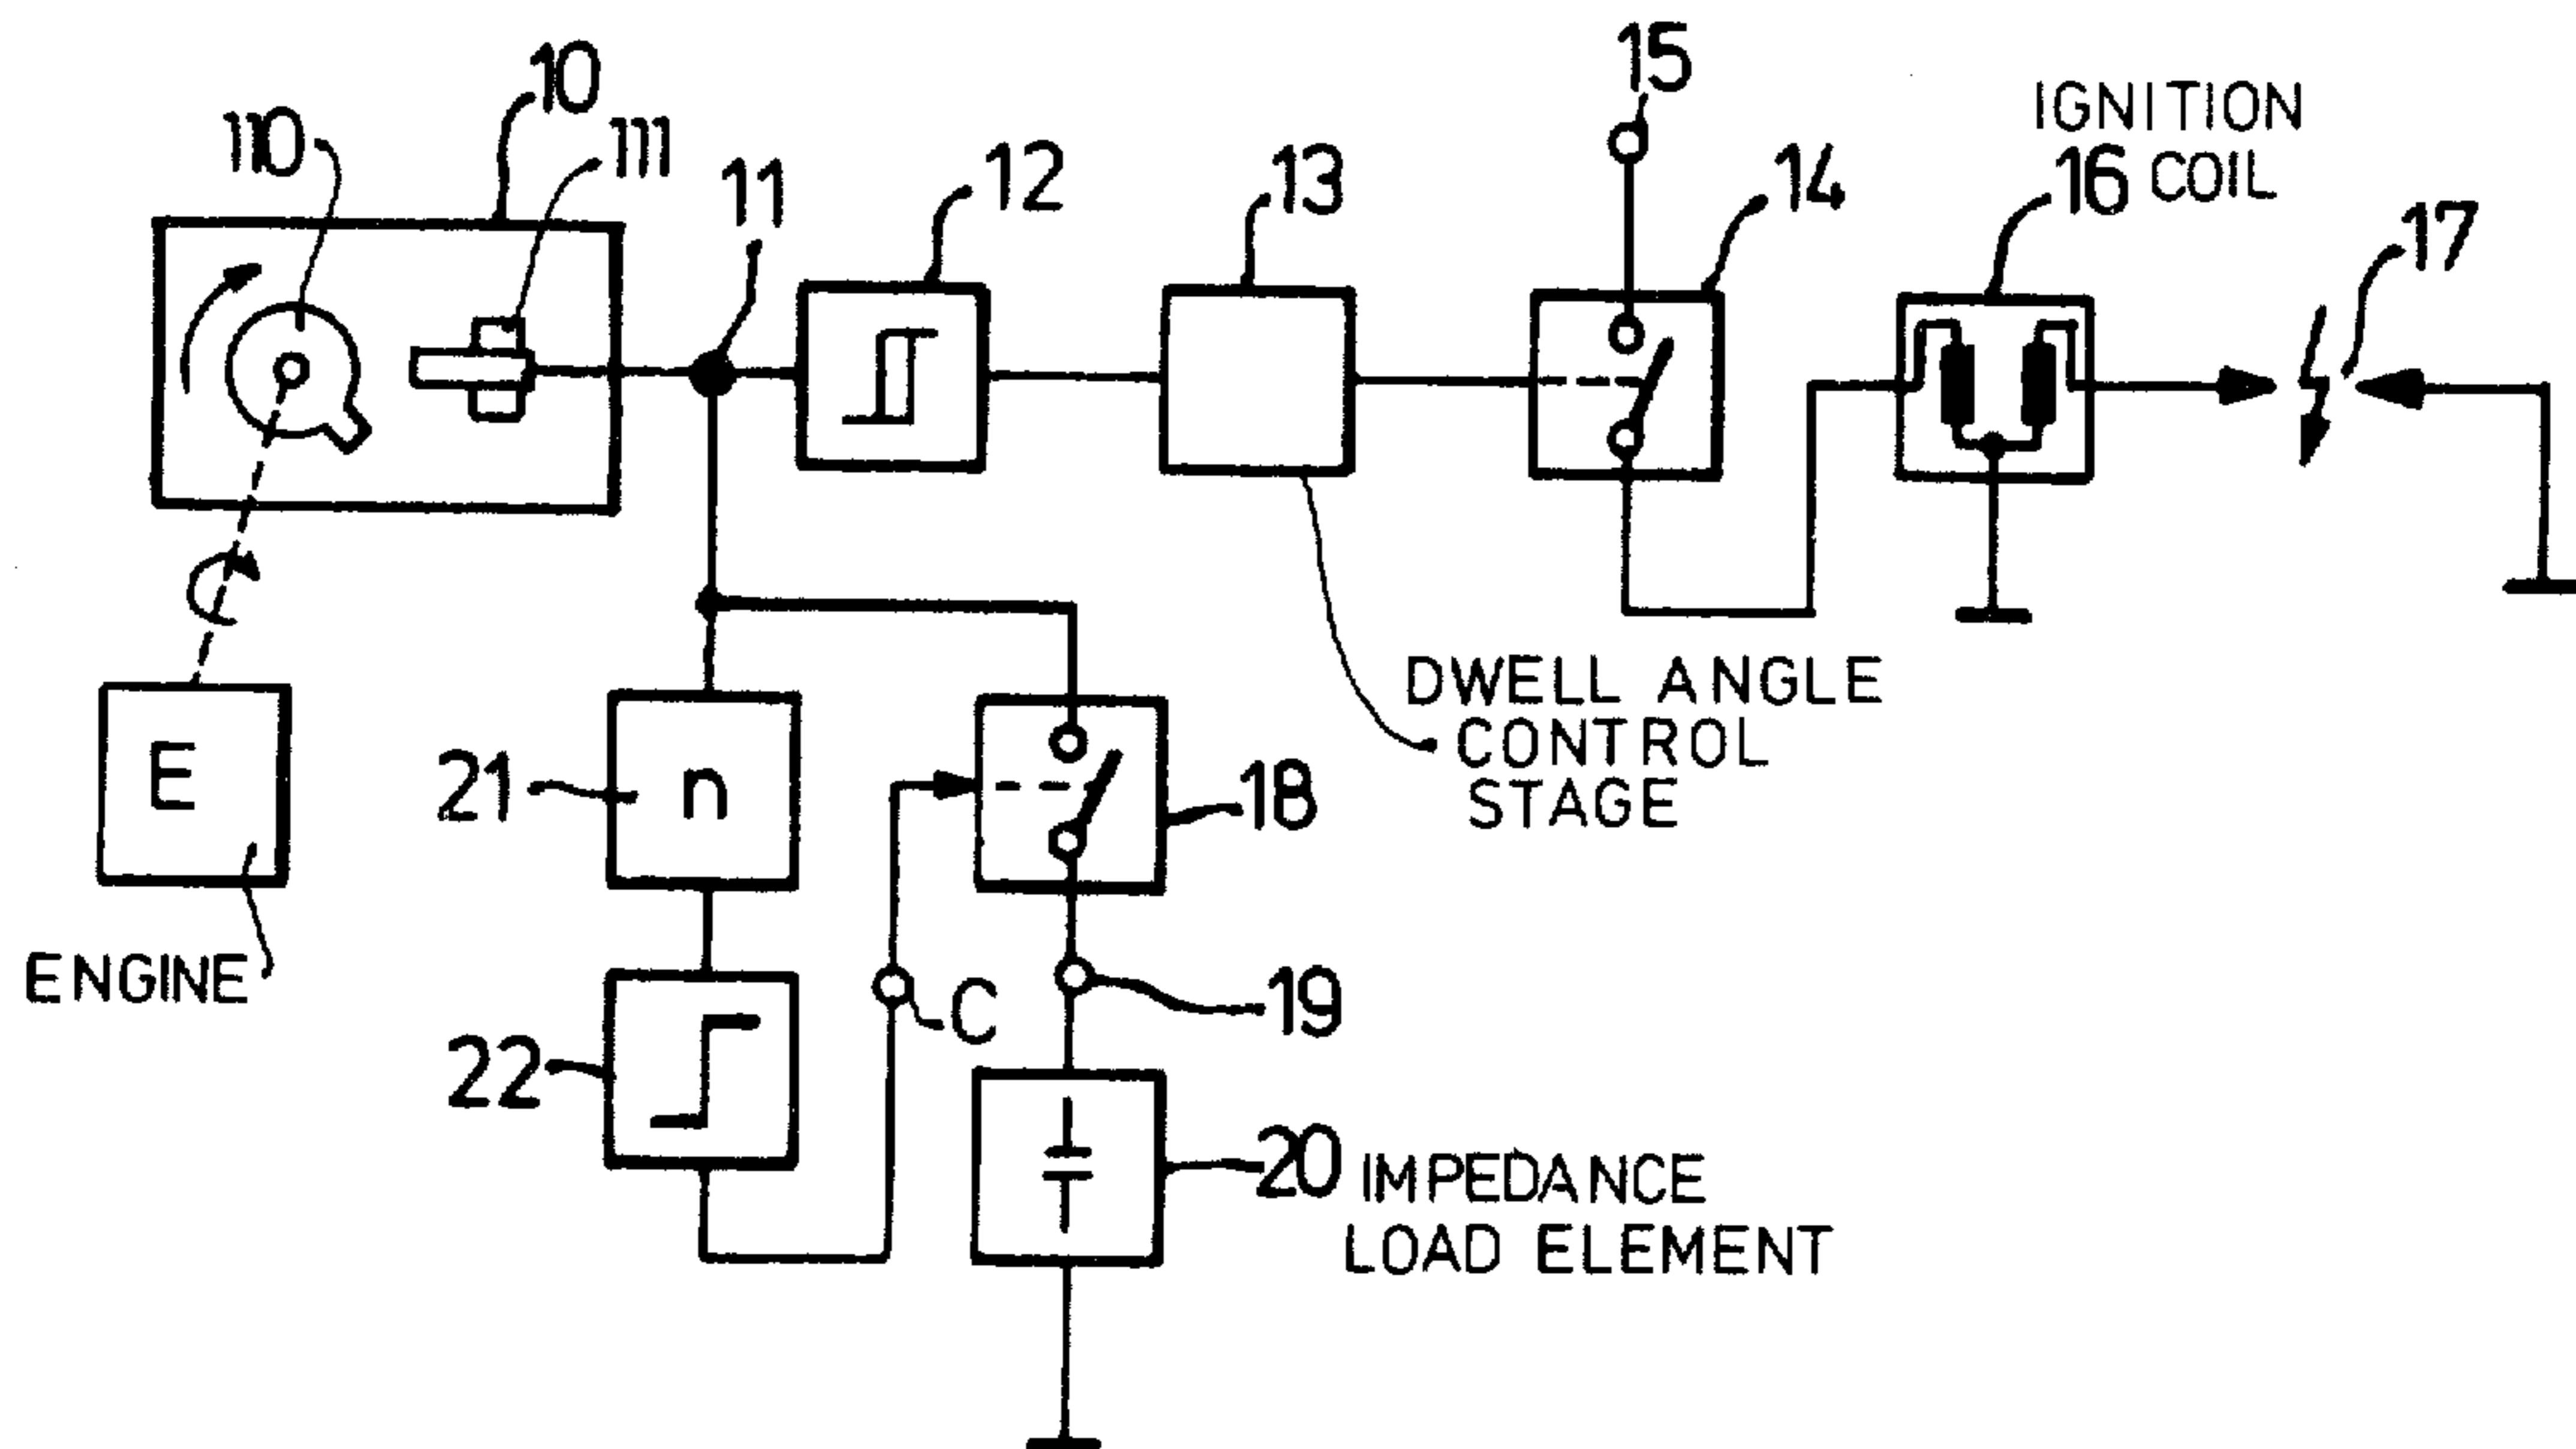 10
110
111
11
12
13
15
14
IGNITION
16 COIL
17
DWELL ANGLE
CONTROL
STAGE
E
ENGINE
21
n
18
22
C
19
20 IMPEDANCE
LOAD ELEMENT